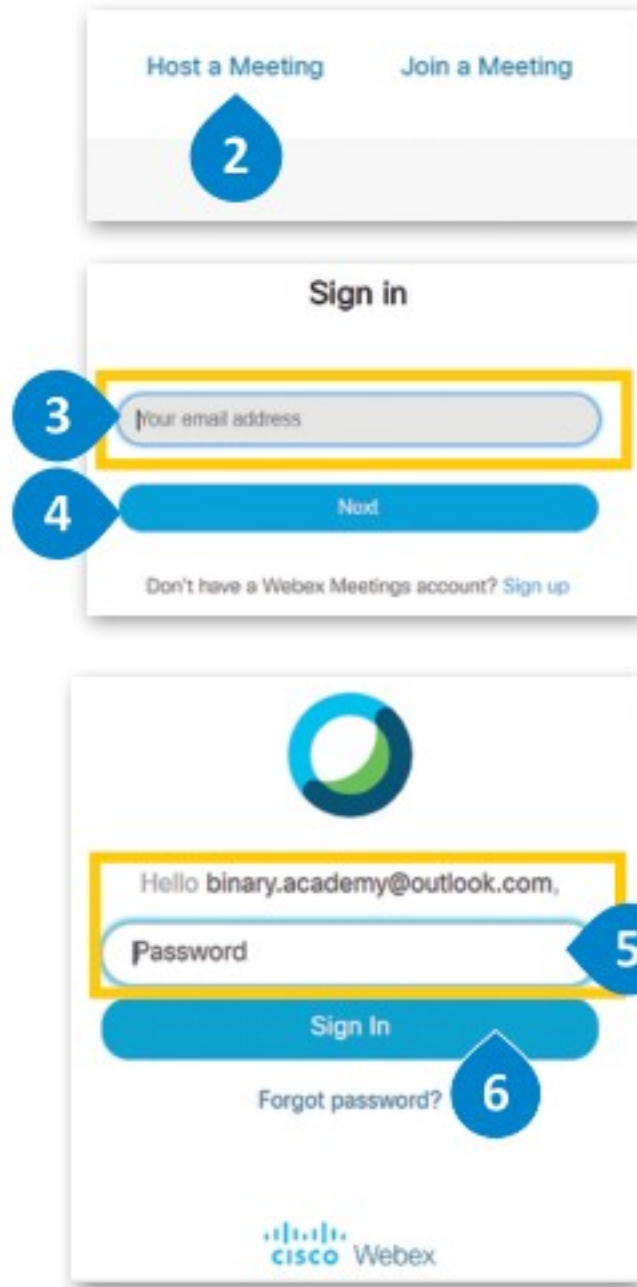 Host a Meeting Join a Meeting
2
Sign in
3 Your email address
4 Next
Don't have a Webex Meetings account? Sign up
Hello binary.academy@outlook.com,
Password 5
Sign In
Forgot password? 6
CISCO Webex